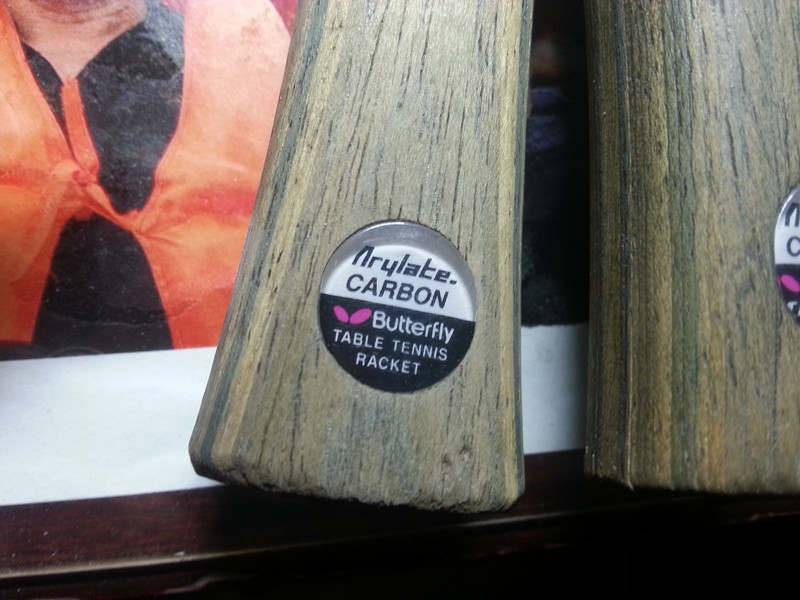 Arylate-
CARBON
Butterfly
TABLE TENNIS
RACKET